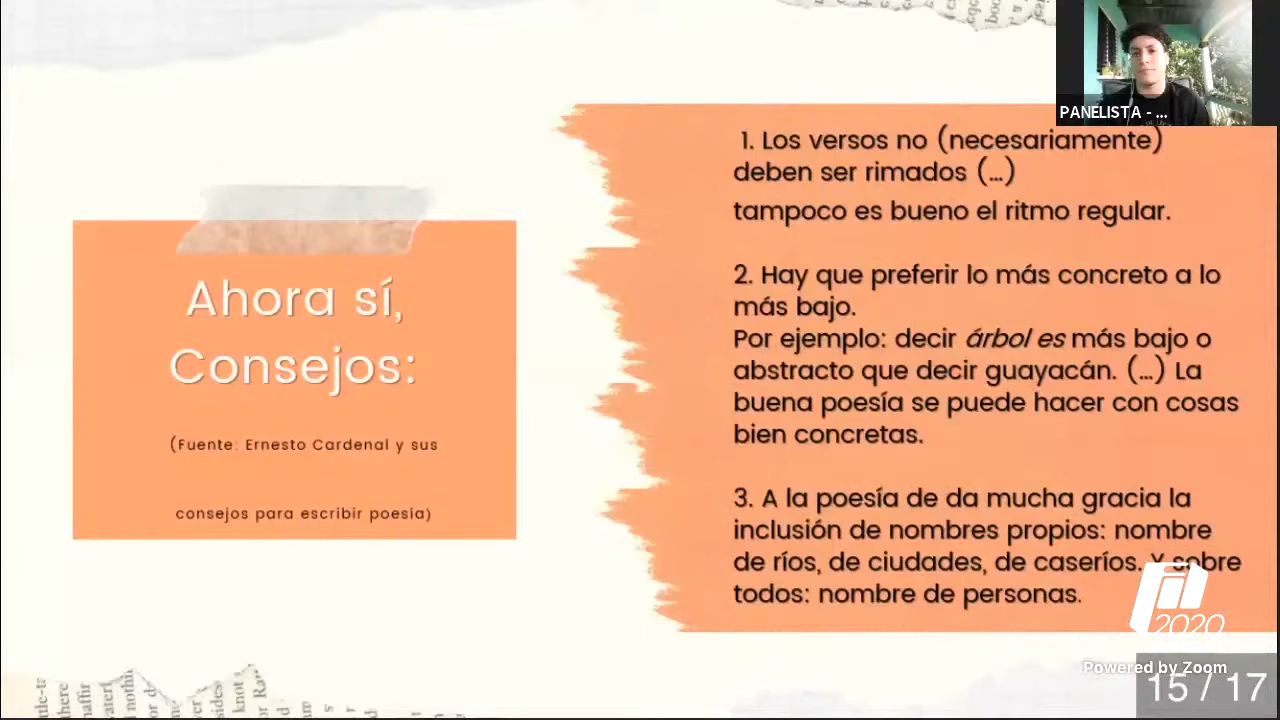 PANELISTA - ...
Ahora sí,
Consejos:
(Fuente: Ernesto Cardenal y sus
consejos para escribir poesía)
1. Los versos no (necesariamente)
deben ser rimados (...)
tampoco es bueno el ritmo regular.
2. Hay que preferir lo más concreto a lo
más bajo.
Por ejemplo: decir árbol es más bajo o
abstracto que decir guayacán. (...) La
buena poesía se puede hacer con cosas
bien concretas.
3. A la poesía de da mucha gracia la
inclusión de nombres propios: nombre
de ríos, de ciudades, de caseríos. Y sobre
todos: nombre de personas.
2020
Powered by Zoom
15 / 17